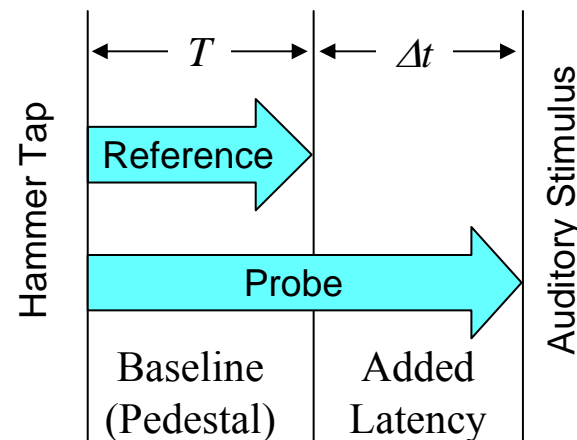 T
Δt
Hammer Tap
Reference
Probe
Auditory Stimulus
Baseline
(Pedestal)
Added
Latency